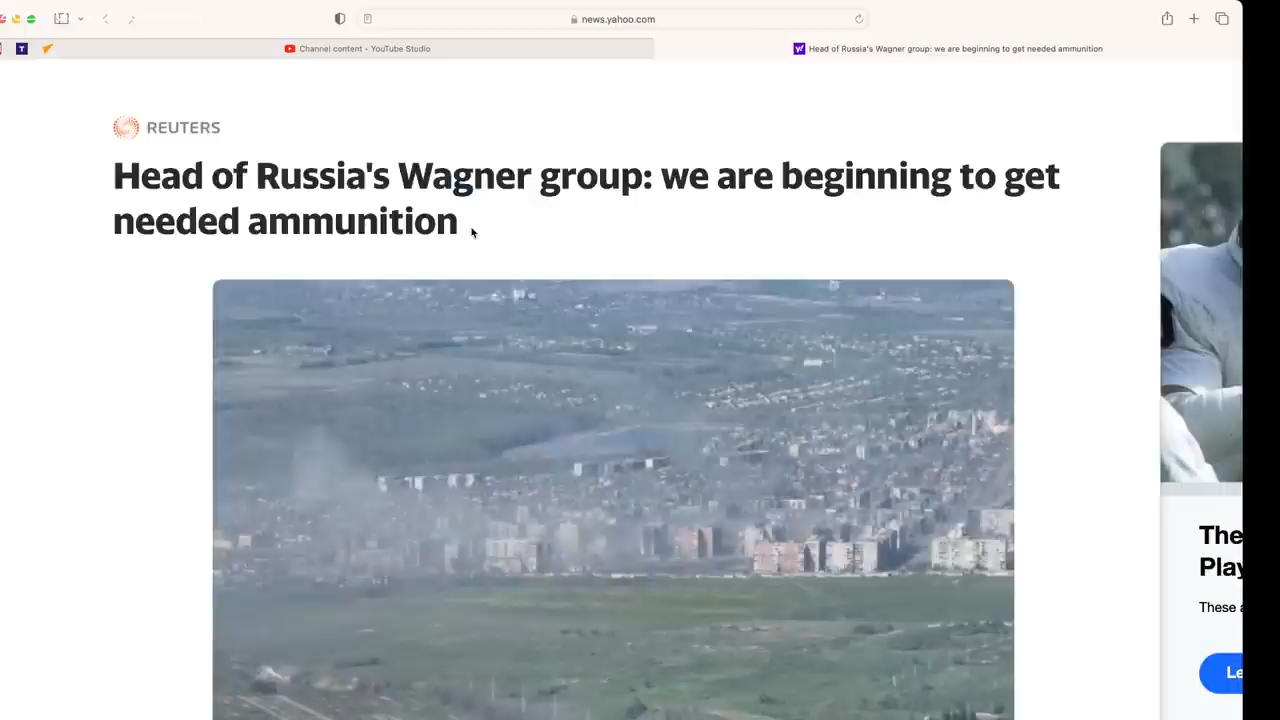 news.yahoo.com
T
Channel content - YouTube Studio
Head of Russia's Wagner group: we are beginning to get needed ammunition
REUTERS
Head of Russia's Wagner group: we are beginning to get
needed ammunition
The
Play
These a
Le